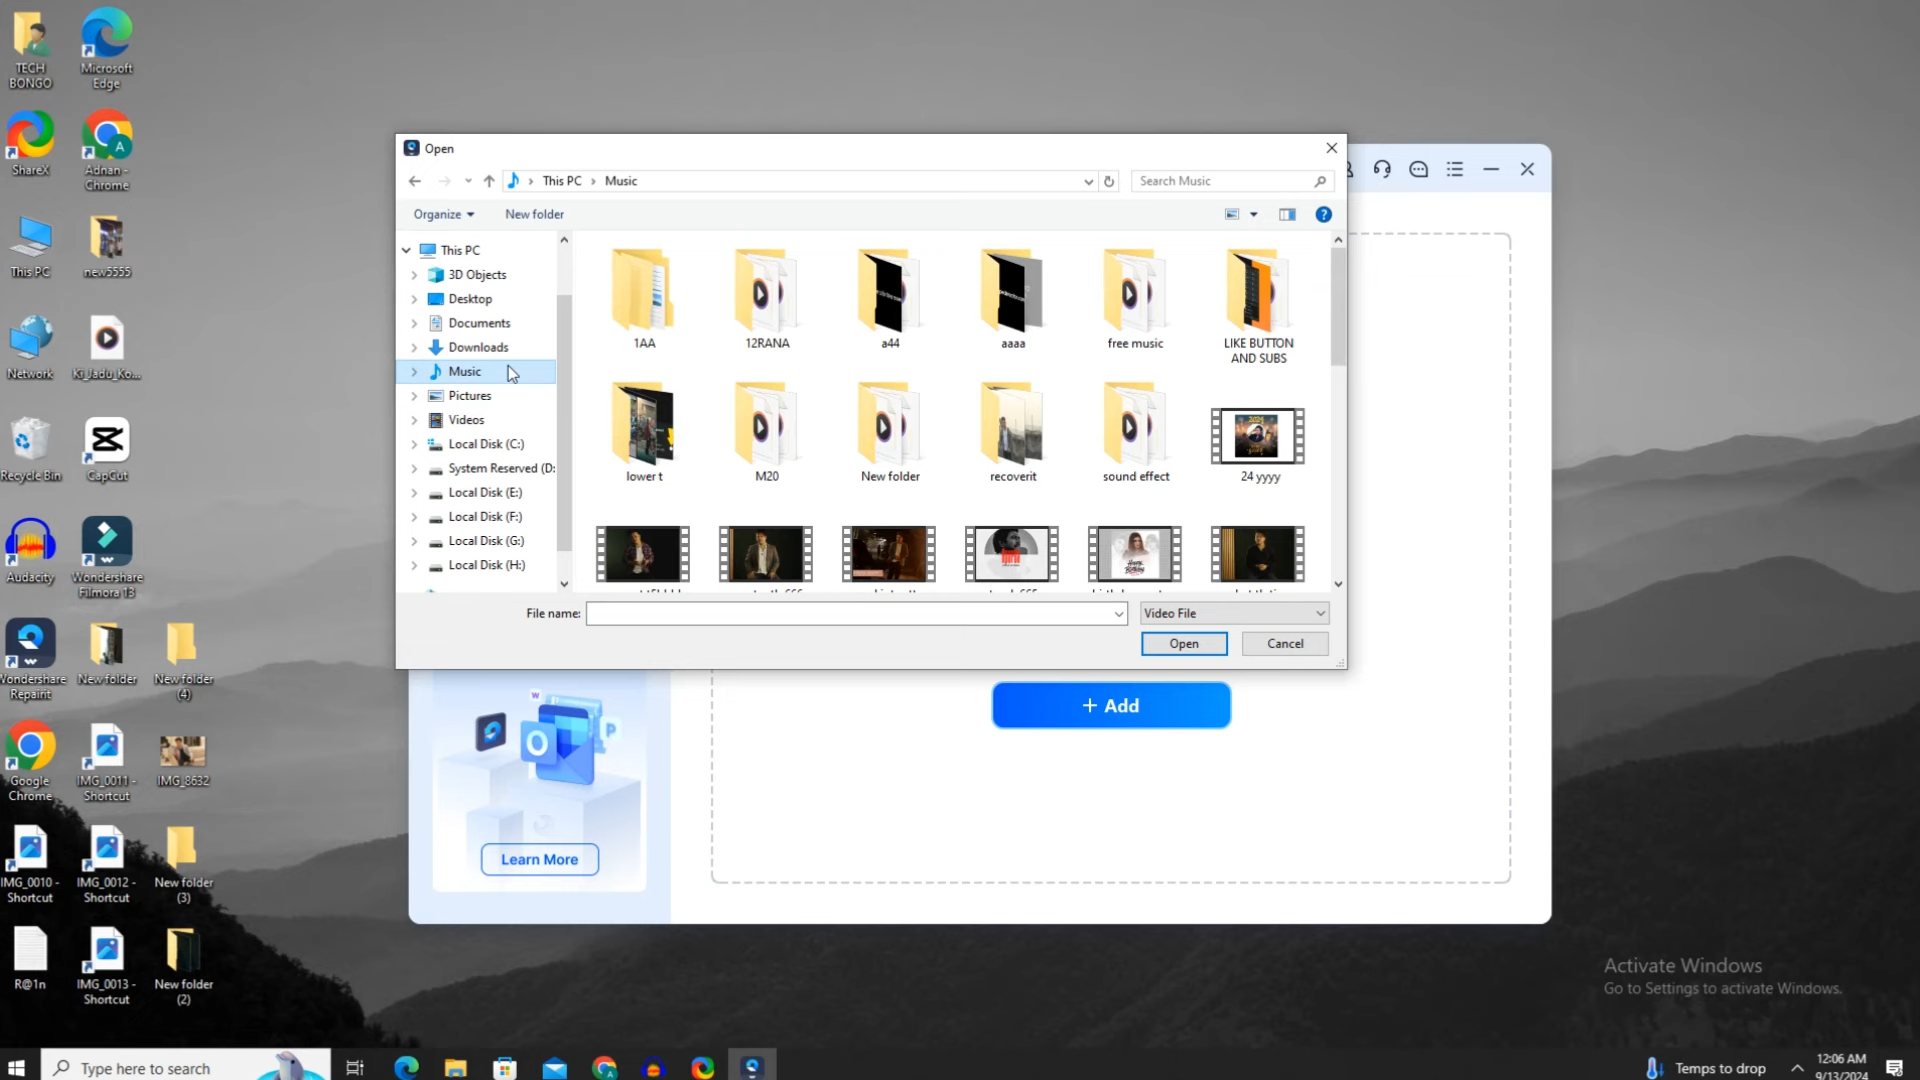 TECH
BONGO
Microsoft
Edge
ShareX
Adnan -
Chrome
This PC
new5555
Network
Ki_Jadu_Ko...
Recycle Bin
CapCut
Audacity
Wondershare
Filmora 13
Wondershare
Repairit
New folder
New folder
(4)
Google
Chrome
IMG_0011 -
Shortcut
IMG_8632
IMG_0010 -
Shortcut
IMG_0012 -
Shortcut
New folder
(3)
R@1n
IMG_0013 -
Shortcut
New folder
(2)
Open
This PC > Music
Search Music
Organize
New folder
This PC
3D Objects
Desktop
Documents
Downloads
Music
Pictures
Videos
Local Disk (C:)
System Reserved (D:
Local Disk (E:)
Local Disk (F:)
Local Disk (G:)
Local Disk (H:)
1AA
12RANA
a44
aaaa
free music
LIKE BUTTON
AND SUBS
lower t
M20
New folder
recoverit
sound effect
24 yyyy
File name:
Video File
Open
Cancel
+ Add
Learn More
Activate Windows
Go to Settings to activate Windows.
Type here to search
Temps to drop
12:06 AM
9/13/2024